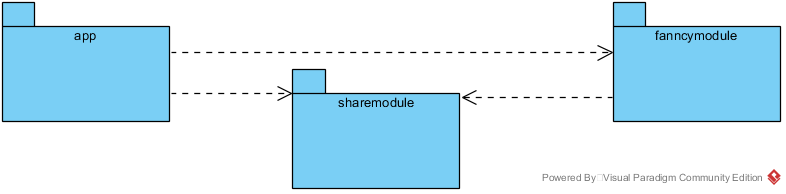 app
fanncymodule
sharemodule
Powered By Visual Paradigm Community Edition